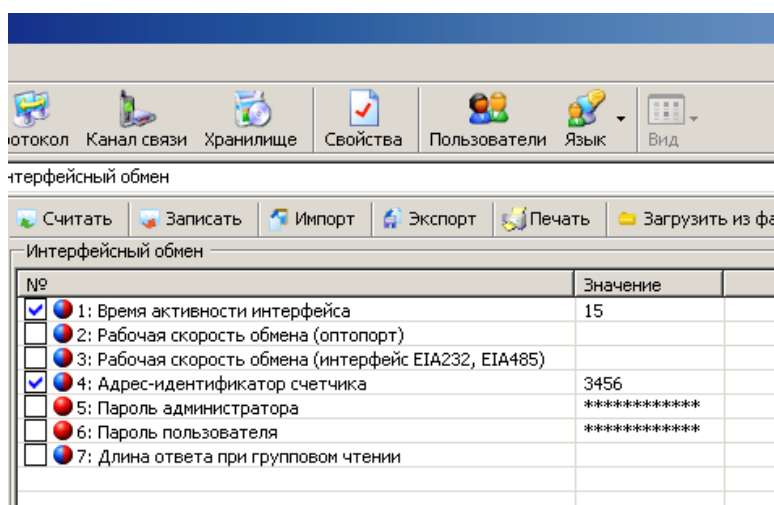 отокол Канал связи Хранилище Свойства Пользователи Язык Вид
нтерфейсный обмен
Считать Записать Импорт Экспорт Печать Загрузить из фа
Интерфейсный обмен
№ Значение
1: Время активности интерфейса 15
2: Рабочая скорость обмена (оптопорт)
3: Рабочая скорость обмена (интерфейс EIA232, EIA485)
4: Адрес-идентификатор счетчика 3456
5: Пароль администратора ************
6: Пароль пользователя ************
7: Длина ответа при групповом чтении